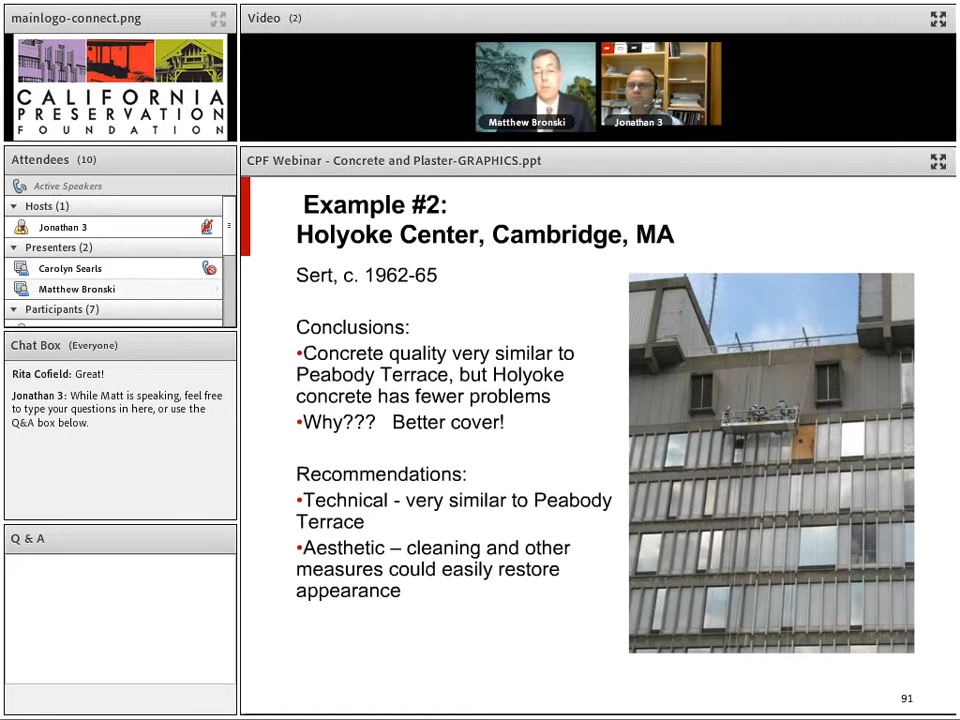 mainlogo-connect.png
CALIFORNIA
PRESERVATION
FOUNDATION
Video (2)
Matthew Bronski
Jonathan 3
Attendees (10)
Active Speakers
Hosts (1)
Jonathan 3
Presenters (2)
Carolyn Searls
Matthew Bronski
Participants (7)
Chat Box (Everyone)
Rita Cofield: Great!
Jonathan 3: While Matt is speaking, feel free
to type your questions in here, or use the
Q&A box below.
Q & A
CPF Webinar - Concrete and Plaster-GRAPHICS.ppt
Example #2:
Holyoke Center, Cambridge, MA
Sert, c. 1962-65
Conclusions:
•Concrete quality very similar to
Peabody Terrace, but Holyoke
concrete has fewer problems
•Why??? Better cover!
Recommendations:
•Technical - very similar to Peabody
Terrace
•Aesthetic – cleaning and other
measures could easily restore
appearance
91